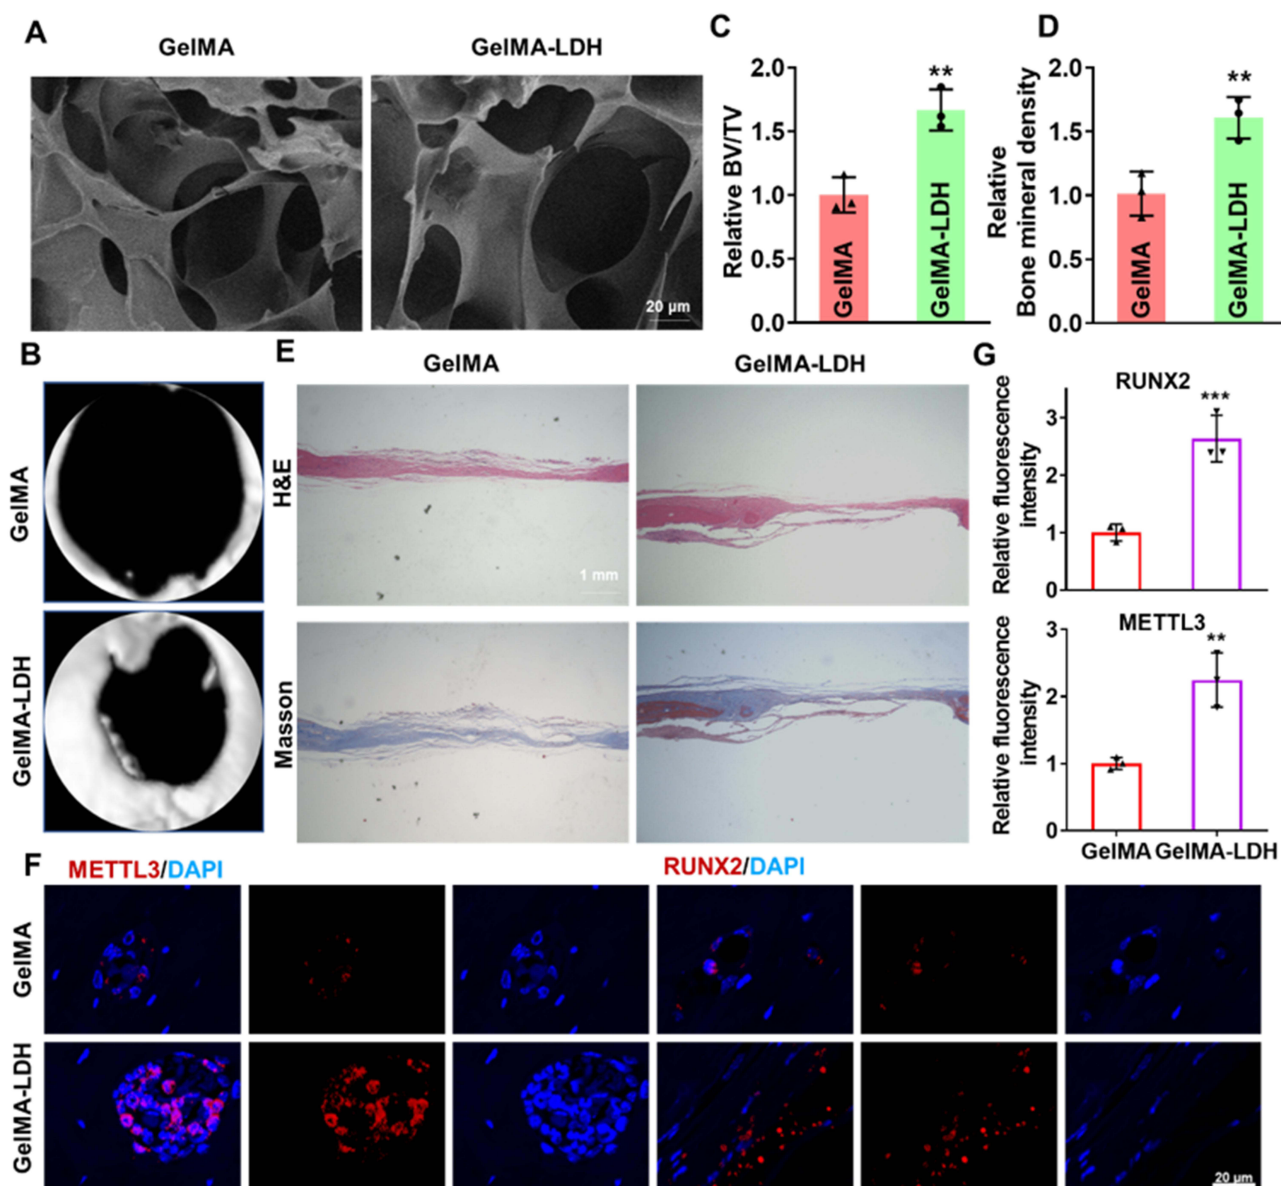 A
GelMA
GelMA-LDH
20 µm
C
2.0
1.5
1.0
0.5
0.0
Relative BV/TV
**
GelMA
GelMA-LDH
D
2.0
1.5
1.0
0.5
0.0
Relative
Bone mineral density
**
GelMA
GelMA-LDH
B
GelMA
GelMA-LDH
E
GelMA
GelMA-LDH
H&E
1 mm
Masson
G
RUNX2
***
Relative fluorescence
intensity
3
2
1
0
METTL3
**
Relative fluorescence
intensity
3
2
1
0
GelMA GelMA-LDH
F
METTL3/DAPI
RUNX2/DAPI
GelMA
GelMA-LDH
20 µm